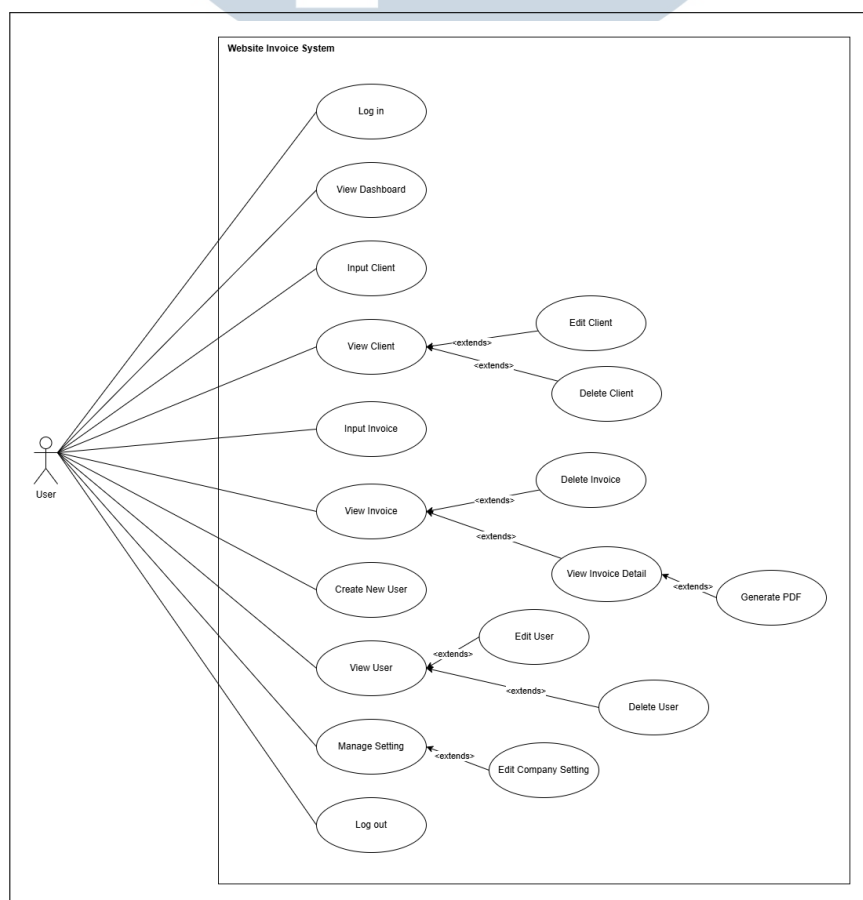 Website Invoice System
Log in
View Dashboard
Input Client
Edit Client
View Client
<extends>
<extends>
Delete Client
Input Invoice
User
Delete Invoice
<extends>
View Invoice
<extends>
View Invoice Detail
<extends>
Generate PDF
Create New User
Edit User
<extends>
View User
<extends>
Delete User
Manage Setting
<extends>
Edit Company Setting
Log out